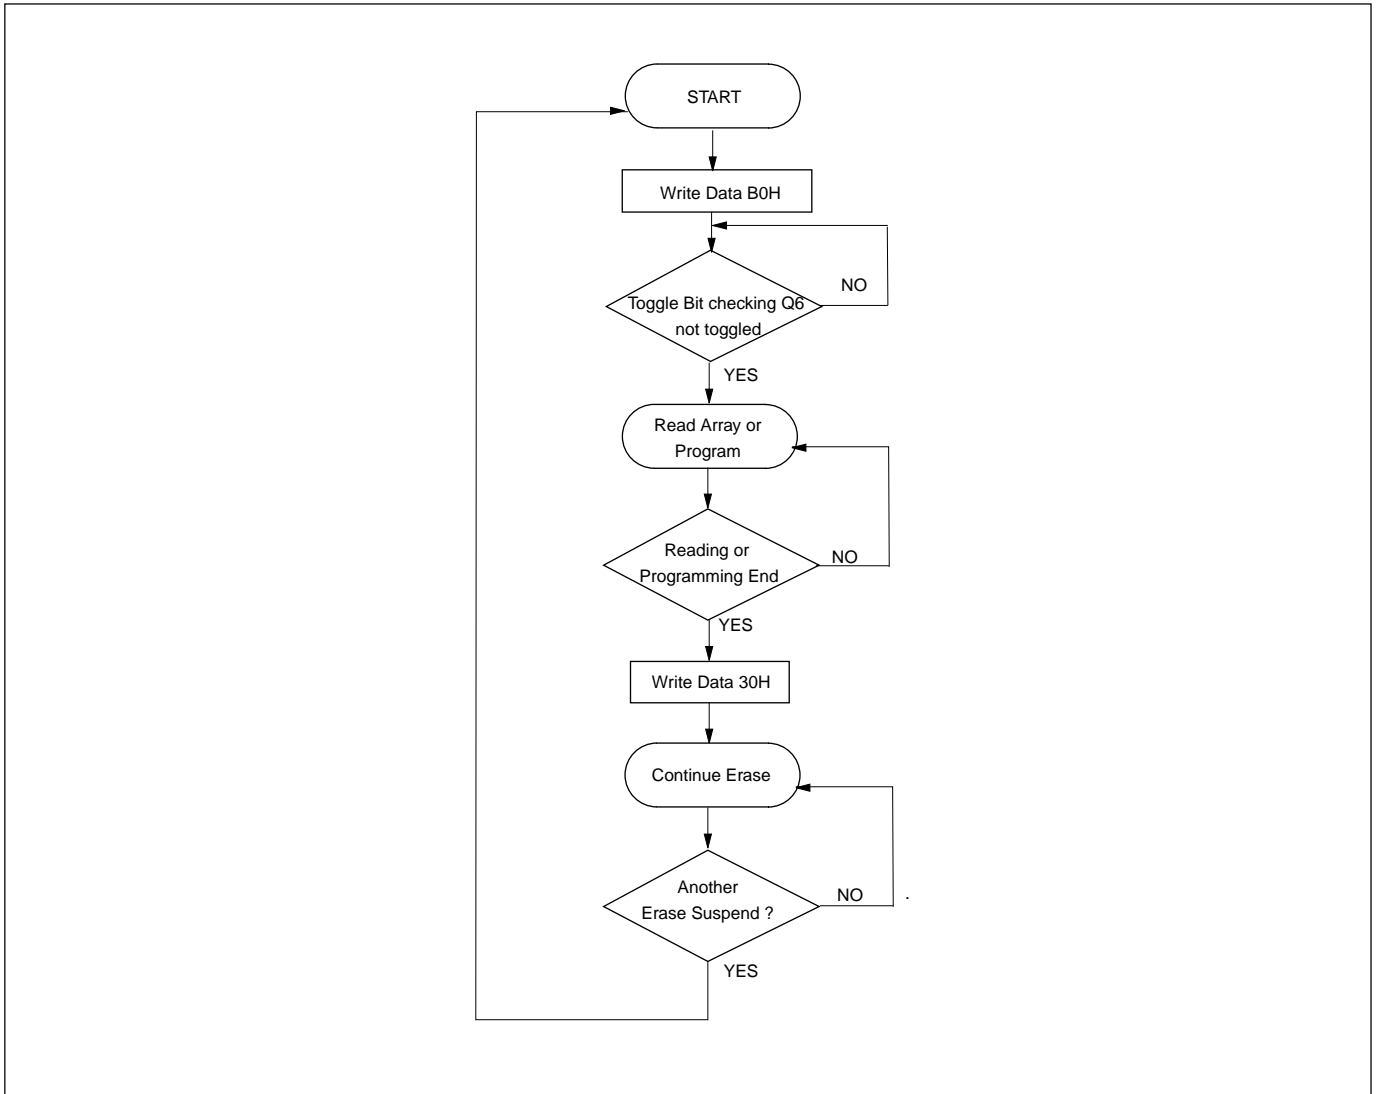 START
Write Data B0H
NO
Toggle Bit checking Q6
not toggled
YES
Read Array or
Program
Reading or
NO
Programming End
YES
Write Data 30H
Continue Erase
Another
NO
.
Erase Suspend ?
YES